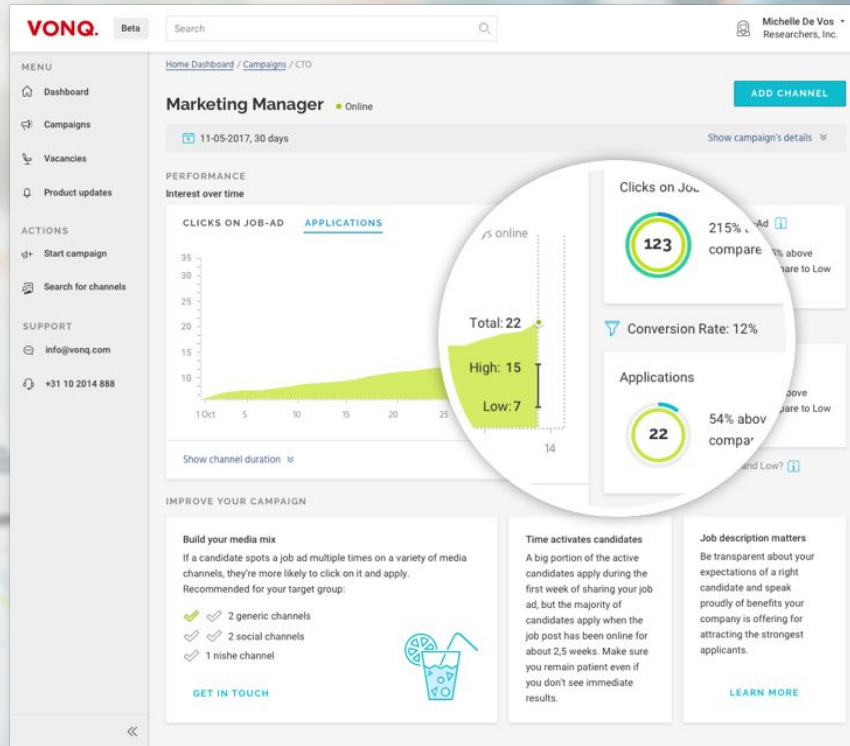 VONQ.
Beta
Search
Michelle De Vos
Researchers, Inc.
MENU
Dashboard
Campaigns
Vacancies
Product updates
ACTIONS
Start campaign
Search for channels
SUPPORT
info@vonq.com
+31 10 2014 888
Home Dashboard / Campaigns / CTO
Marketing Manager
Online
ADD CHANNEL
11-05-2017, 30 days
Show campaign's details
PERFORMANCE
Interest over time
CLICKS ON JOB-AD
APPLICATIONS
35
30
25
20
15
10
1 Oct
5
10
15
20
25
Show channel duration
online
Total: 22
High: 15
Low: 7
14
Clicks on
123
215%
Ad
above
to Low
Conversion Rate: 12%
Applications
22
54%
to Low
and Low?
IMPROVE YOUR CAMPAIGN
Build your media mix
If a candidate spots a job ad multiple times on a variety of media
channels, they're more likely to click on it and apply.
Recommended for your target group:
2 generic channels
2 social channels
1 nishe channel
GET IN TOUCH
Time activates candidates
A big portion of the active
candidates apply during the
first week of sharing your job
ad, but the majority of
candidates apply when the
job post has been online for
about 2,5 weeks. Make sure
you remain patient even if
you don't see immediate
results.
Job description matters
Be transparent about your
expectations of a right
candidate and speak
proudly of benefits your
company is offering for
attracting the strongest
applicants.
LEARN MORE